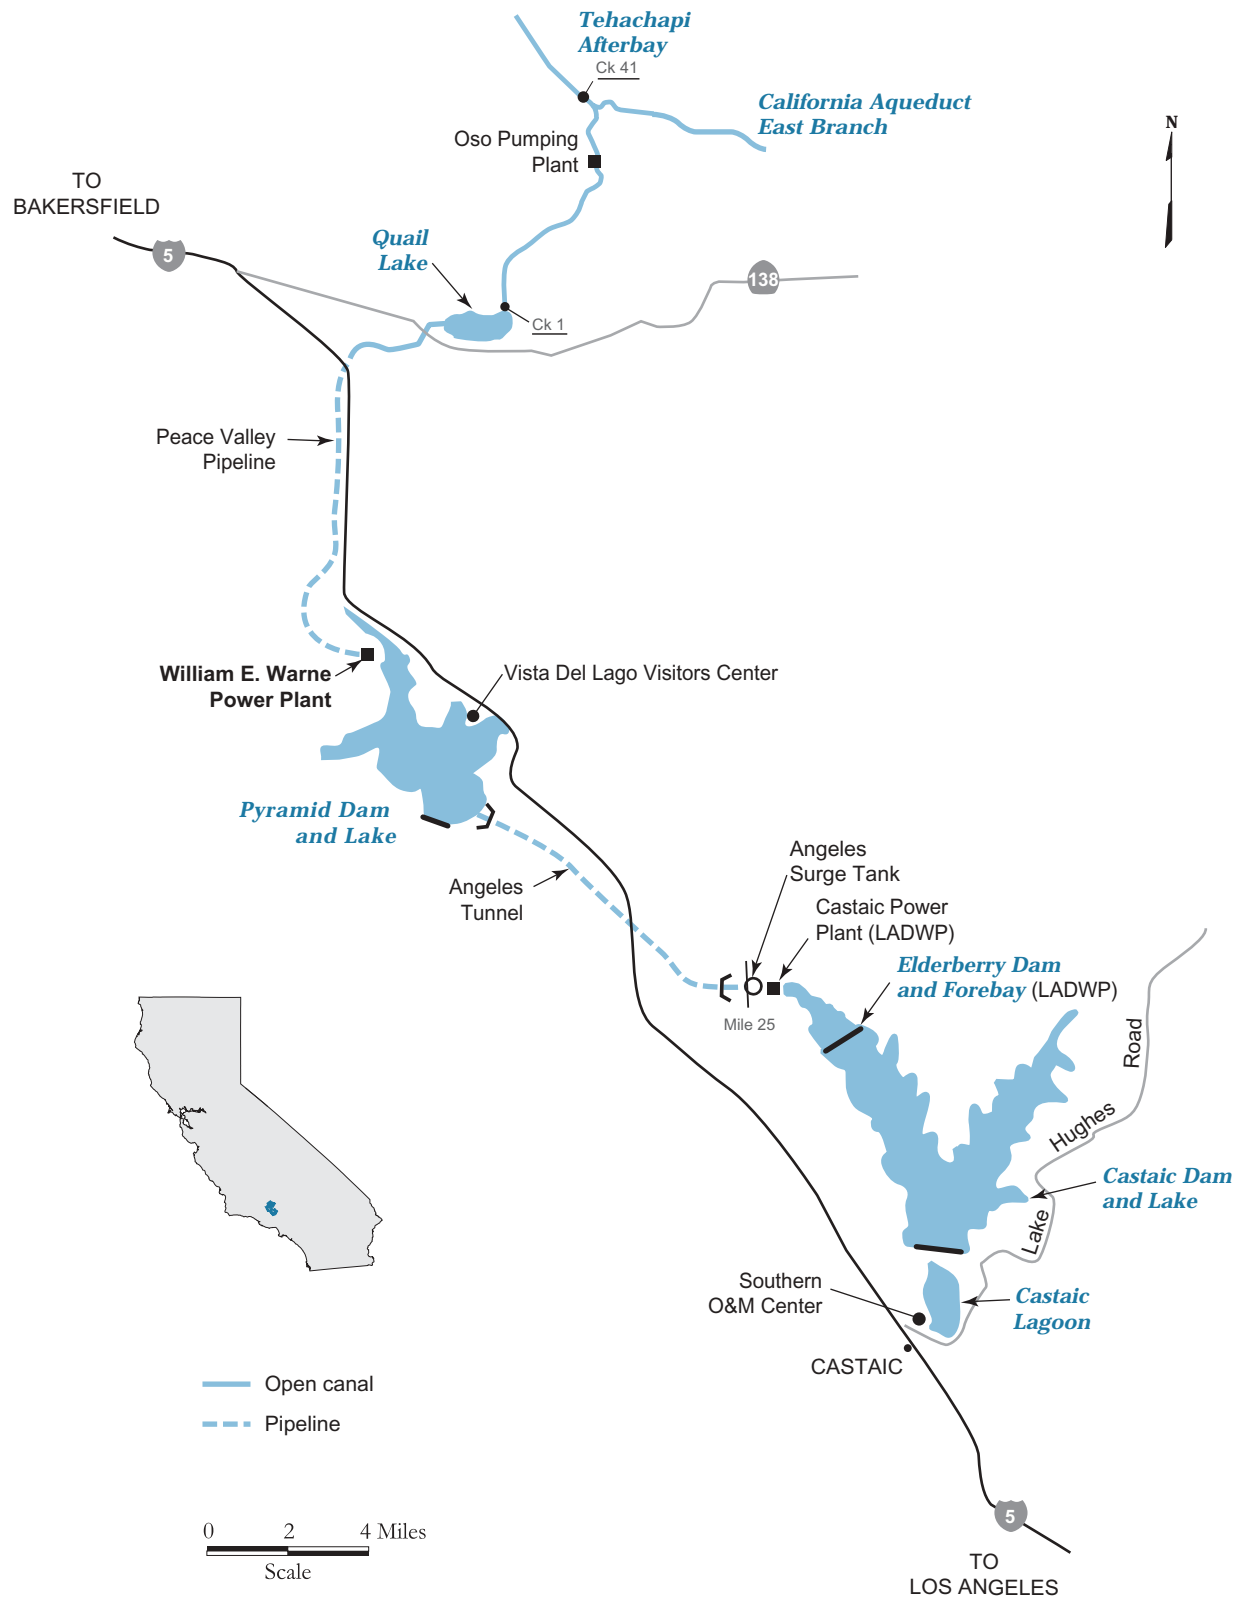 Tehachapi
Afterbay
Ck 41
California Aqueduct
East Branch
N
Oso Pumping
Plant
TO
BAKERSFIELD
5
Quail
Lake
138
Ck 1
Peace Valley
Pipeline
William E. Warne
Power Plant
Vista Del Lago Visitors Center
Pyramid Dam
and Lake
Angeles
Surge Tank
Angeles
Tunnel
Castaic Power
Plant (LADWP)
Elderberry Dam
and Forebay (LADWP)
Mile 25
Lake Hughes Road
Castaic Dam
and Lake
Southern
O&M Center
Castaic
Lagoon
CASTAIC
Open canal
Pipeline
0 2 4 Miles
Scale
5
TO
LOS ANGELES